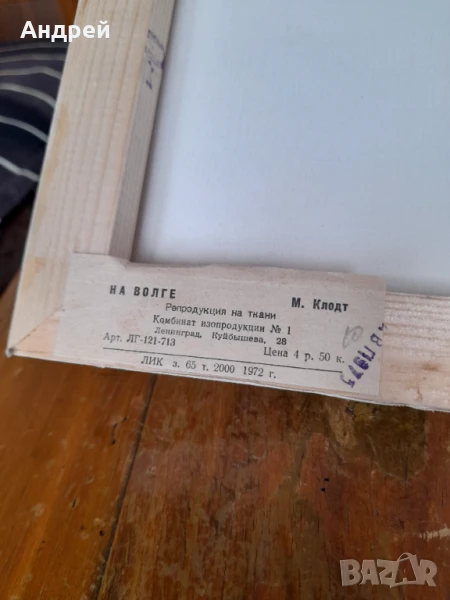 Андрей
НА ВОЛГЕ М. Клодт
Репродукция на ткани
Комбинат изопродукции № 1
Ленинград, Куйбышева, 28
Арт. ЛГ-121-713 Цена 4 р. 50 к.
ЛИК з. 65 т. 2000 1972 г.
BAZAR